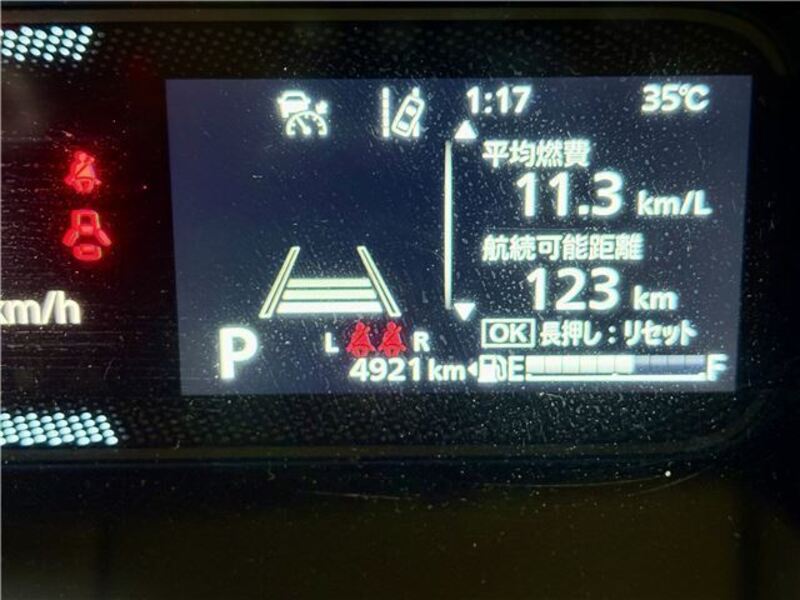 1:17 35℃
平均燃費
11.3 km/L
航続可能距離
123 km
km/h
OK 長押し：リセット
P
L R
4921 km
E F